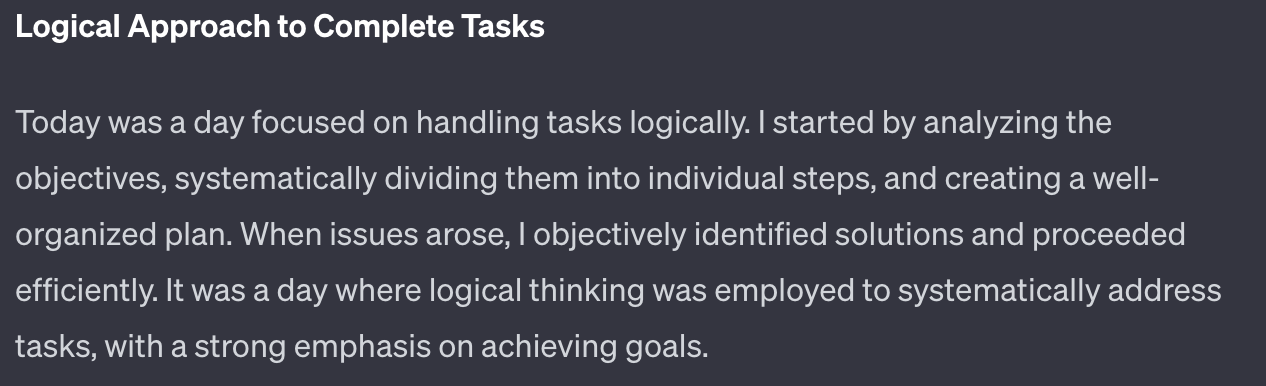 Logical Approach to Complete Tasks
Today was a day focused on handling tasks logically. I started by analyzing the
objectives, systematically dividing them into individual steps, and creating a well-
organized plan. When issues arose, I objectively identified solutions and proceeded
efficiently. It was a day where logical thinking was employed to systematically address
tasks, with a strong emphasis on achieving goals.